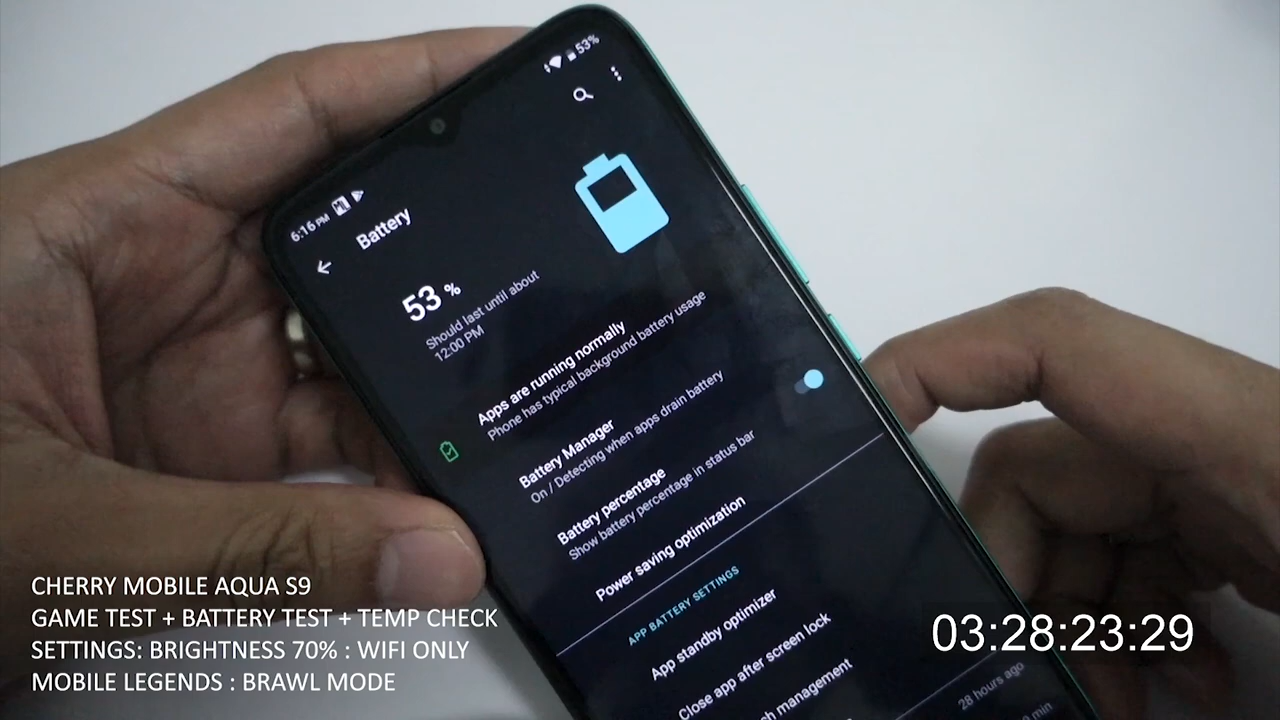 53%
6:16 PM
Battery
53 %
Should last until about
12:00 PM
Apps are running normally
Phone has typical background battery usage
Battery Manager
On / Detecting when apps drain battery
Battery percentage
Show battery percentage in status bar
Power saving optimization
APP BATTERY SETTINGS
App standby optimizer
Close app after screen lock
management
28 hours ago
min
CHERRY MOBILE AQUA S9
GAME TEST + BATTERY TEST + TEMP CHECK
SETTINGS: BRIGHTNESS 70% : WIFI ONLY
MOBILE LEGENDS : BRAWL MODE
03:28:23:29